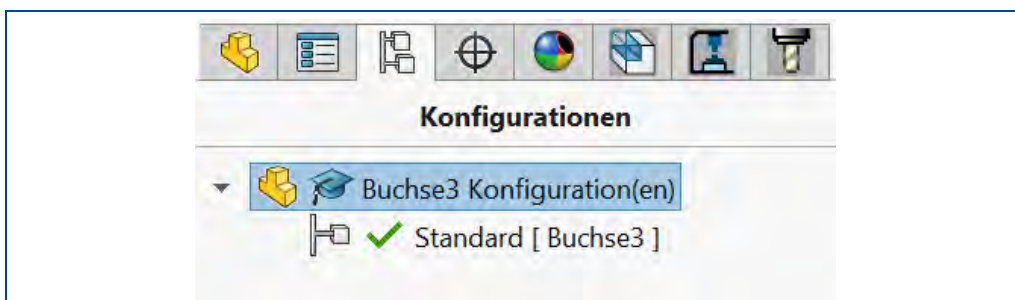 Konfigurationen
Buchse3 Konfiguration(en)
Standard [ Buchse3 ]